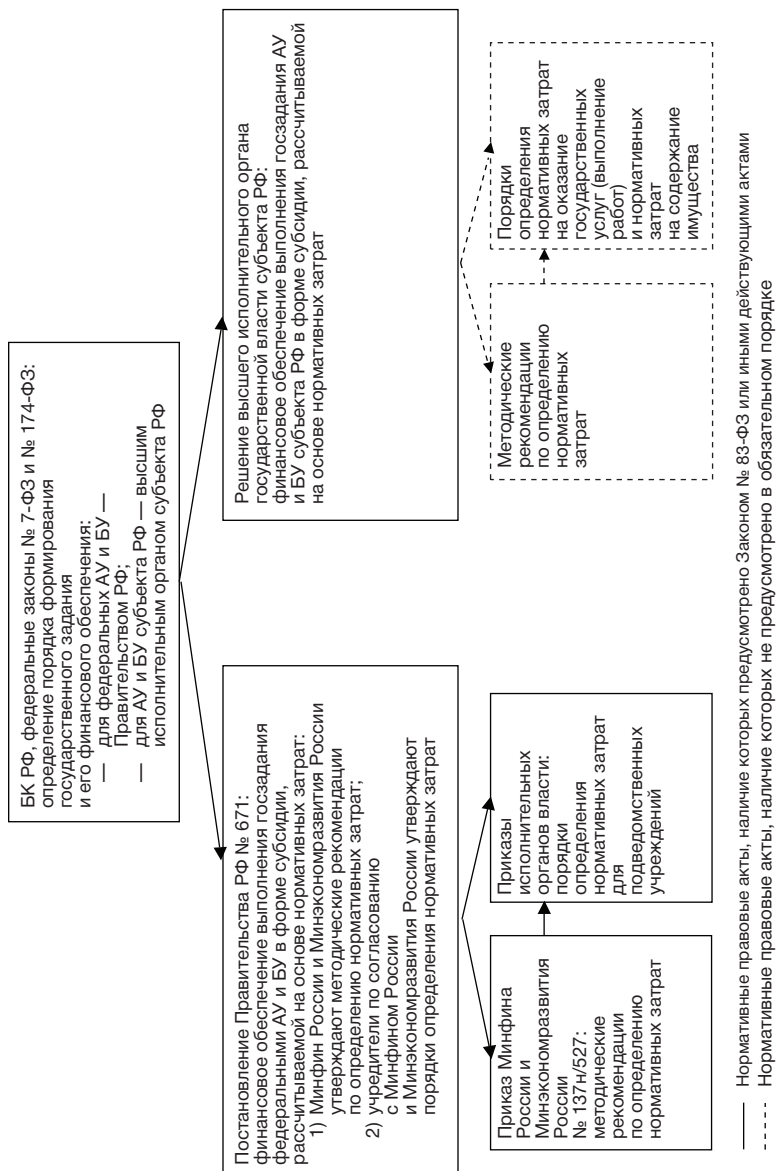 БК РФ, федеральные законы № 7-ФЗ и № 174-ФЗ:
определение порядка формирования
государственного задания
и его финансового обеспечения:
— для федеральных АУ и БУ —
Правительством РФ;
— для АУ и БУ субъекта РФ — высшим
исполнительным органом субъекта РФ
Постановление Правительства РФ № 671:
финансовое обеспечение выполнения госзадания
федеральными АУ и БУ в форме субсидии,
рассчитываемой на основе нормативных затрат:
1) Минфин России и Минэкономразвития России
утверждают методические рекомендации
по определению нормативных затрат;
2) учредители по согласованию
с Минфином России
и Минэкономразвития России утверждают
порядки определения нормативных затрат
Решение высшего исполнительного органа
государственной власти субъекта РФ:
финансовое обеспечение выполнения госзадания АУ
и БУ субъекта РФ в форме субсидии, рассчитываемой
на основе нормативных затрат
Приказ Минфина
России и
Минэкономразвития
России
№ 137н/527:
методические
рекомендации
по определению
нормативных затрат
Приказы
исполнительных
органов власти:
порядки
определения
нормативных затрат
для
подведомственных
учреждений
Методические
рекомендации
по определению
нормативных
затрат
Порядки
определения
нормативных затрат
на оказание
государственных
услуг (выполнение
работ)
и нормативных
затрат
на содержание
имущества
Нормативные правовые акты, наличие которых предусмотрено Законом № 83-ФЗ или иными действующими актами
Нормативные правовые акты, наличие которых не предусмотрено в обязательном порядке